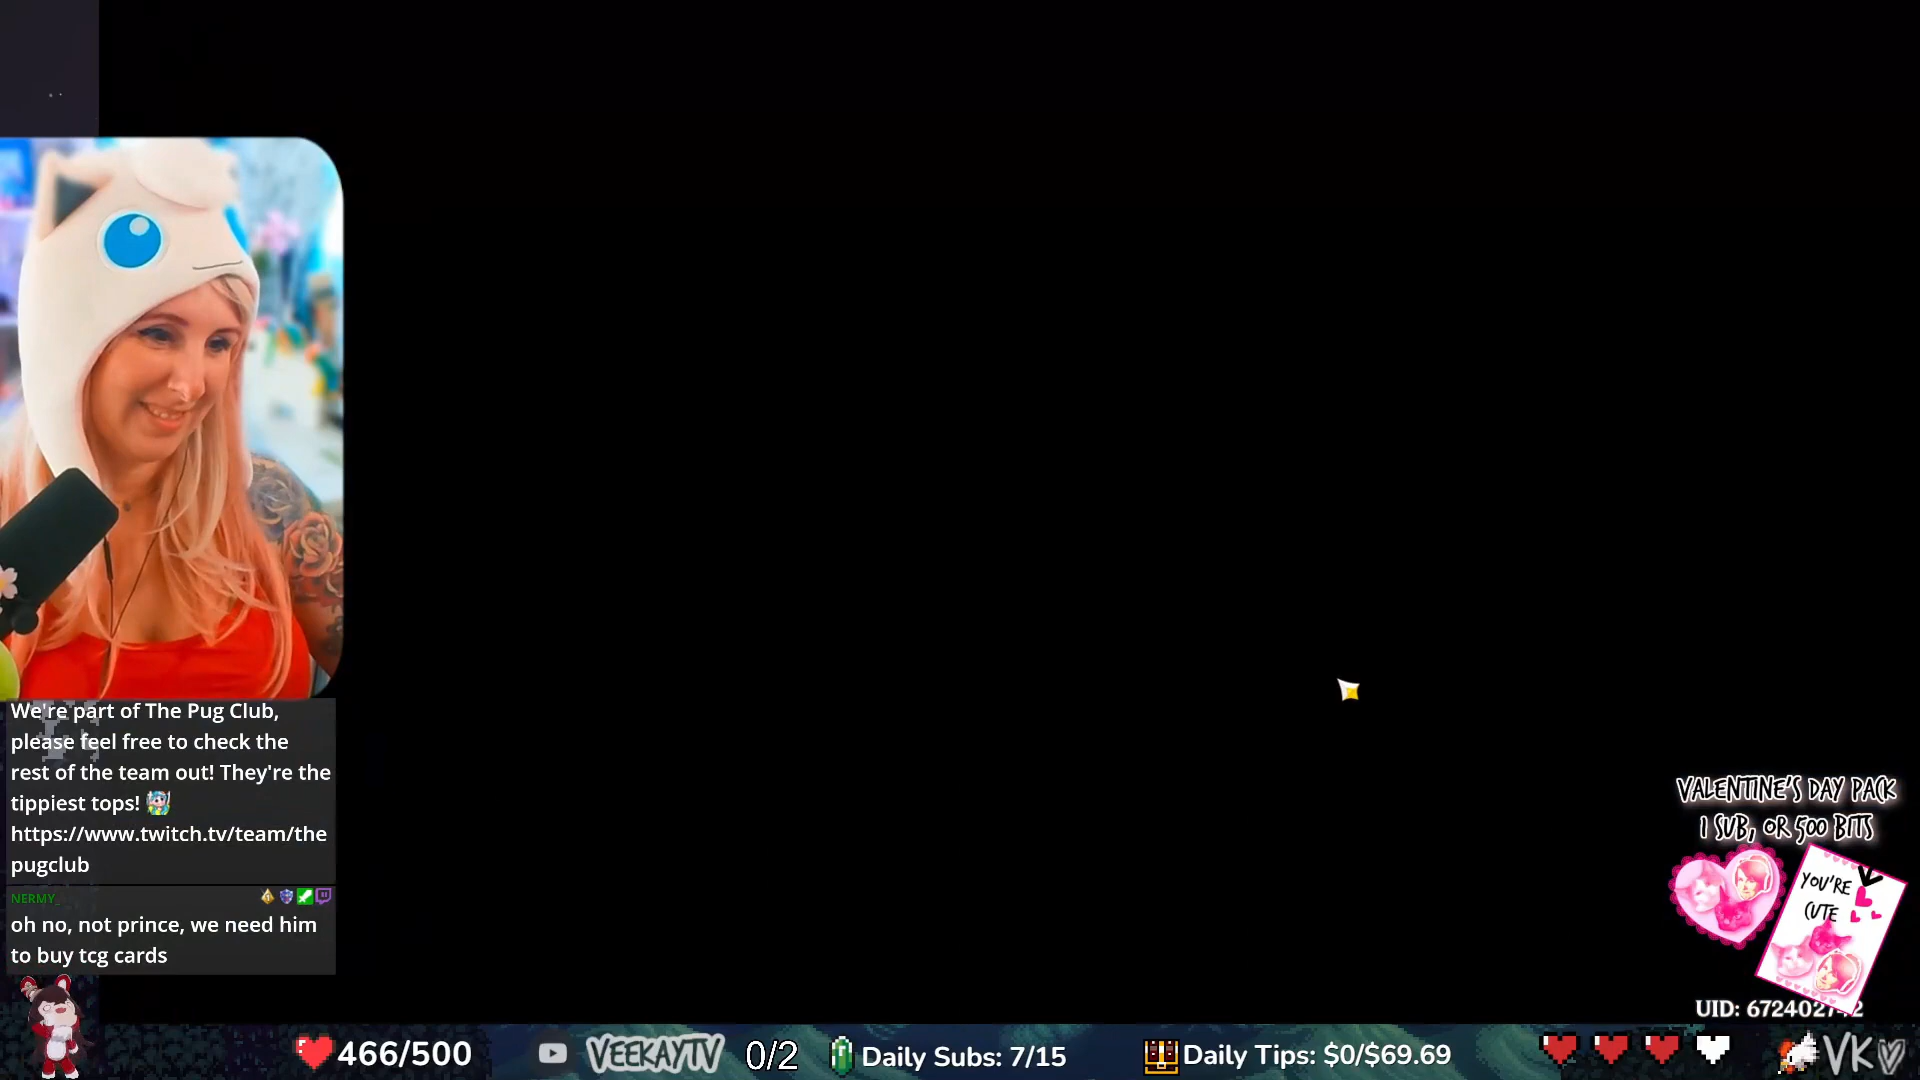 We're part of The Pug Club,
please feel free to check the
rest of the team out! They're the
tippiest tops!
https://www.twitch.tv/team/the
pugclub
NERMY_
oh no, not prince, we need him
to buy tcg cards
VALENTINE'S DAY PACK
1 SUB, OR 500 BITS
YOU'RE
CUTE
UID: 672402
466/500
VEEKAYTV
0/2
Daily Subs: 7/15
Daily Tips: $0/$69.69
VK